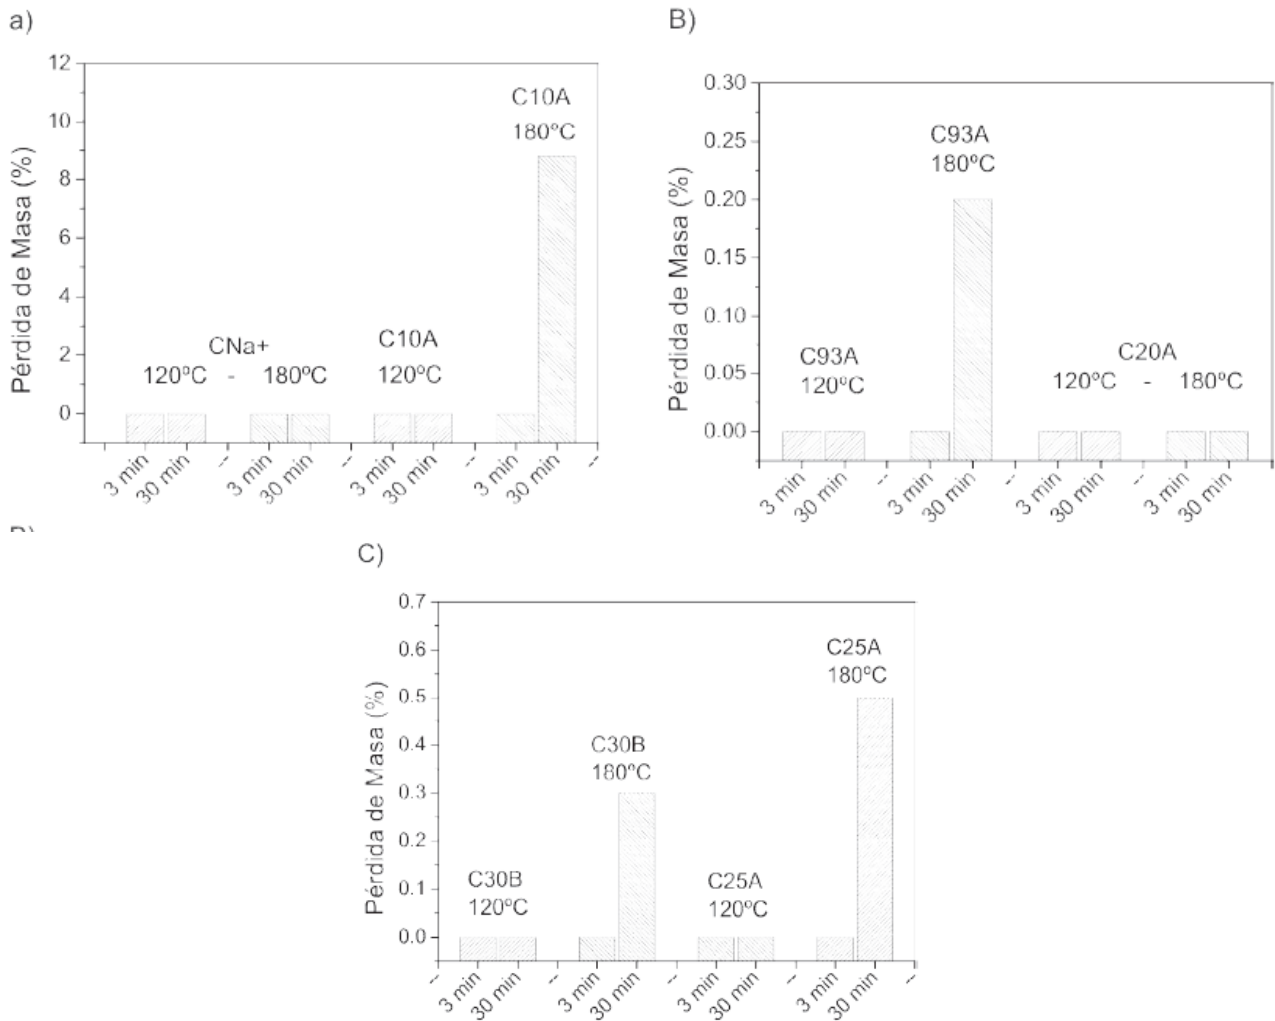 a)
12
10
8
6
4
2
0
Pérdida de Masa (%)
C10A
180ºC
CNa+
120ºC - 180ºC
C10A
120ºC
3 min
30 min
--
3 min
30 min
--
3 min
30 min
--
3 min
30 min
--
B)
0.30
0.25
0.20
0.15
0.10
0.05
0.00
Pérdida de Masa (%)
C93A
180ºC
C93A
120ºC
C20A
120ºC - 180ºC
3 min
30 min
--
3 min
30 min
--
3 min
30 min
--
3 min
30 min
C)
0.7
0.6
0.5
0.4
0.3
0.2
0.1
0.0
Pérdida de Masa (%)
C25A
180ºC
C30B
180ºC
C30B
120ºC
C25A
120ºC
--
3 min
30 min
--
3 min
30 min
--
3 min
30 min
--
3 min
30 min
--